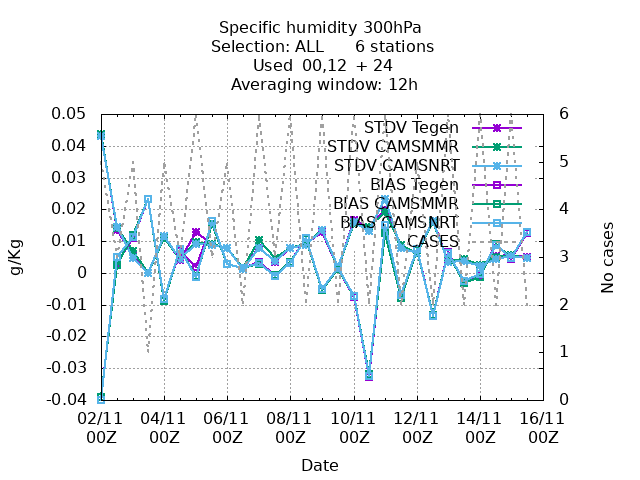 Specific humidity 300hPa
Selection: ALL 6 stations
Used 00,12 + 24
Averaging window: 12h
0.05
0.04
0.03
0.02
0.01
0
-0.01
-0.02
-0.03
-0.04
g/Kg
STDV Tegen
STDV CAMSMMR
STDV CAMSNRT
BIAS Tegen
BIAS CAMSMMR
BIAS CAMSNRT
CASES
6
5
4
3
2
1
0
No cases
02/11 04/11 06/11 08/11 10/11 12/11 14/11 16/11
00Z 00Z 00Z 00Z 00Z 00Z 00Z 00Z
Date